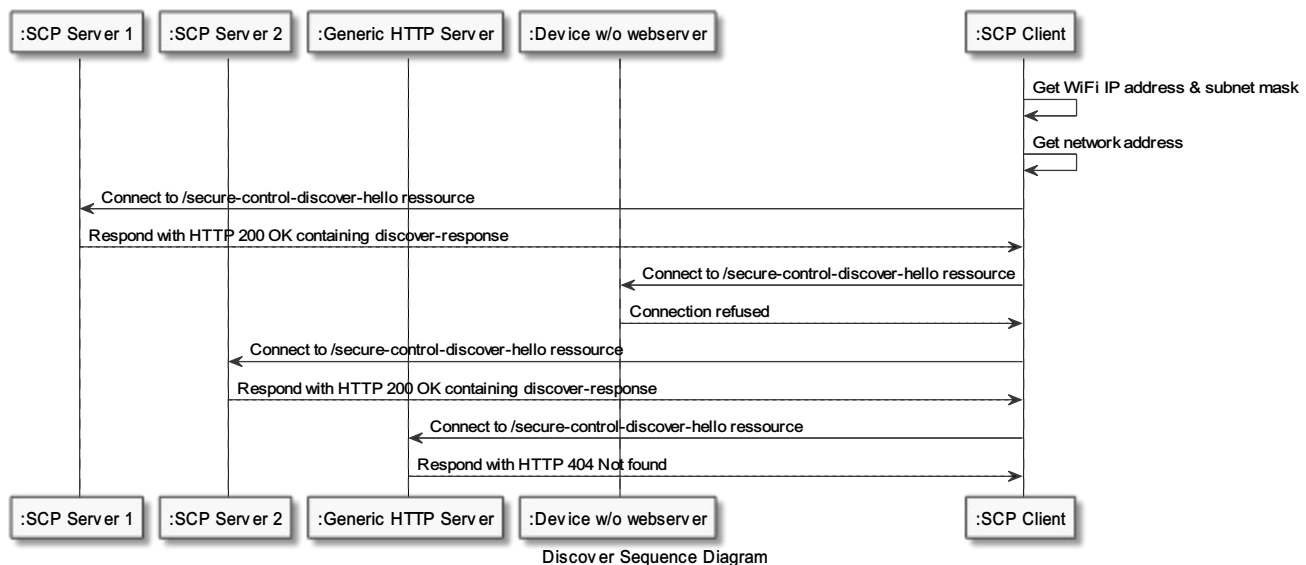 :SCP Server 1 :SCP Server 2 :Generic HTTP Server :Device w/o webserver :SCP Client
Get WiFi IP address & subnet mask
Get network address
Connect to /secure-control-discover-hello ressource
Respond with HTTP 200 OK containing discover-response
Connect to /secure-control-discover-hello ressource
Connection refused
Connect to /secure-control-discover-hello ressource
Respond with HTTP 200 OK containing discover-response
Connect to /secure-control-discover-hello ressource
Respond with HTTP 404 Not found
:SCP Server 1 :SCP Server 2 :Generic HTTP Server :Device w/o webserver :SCP Client
Discover Sequence Diagram